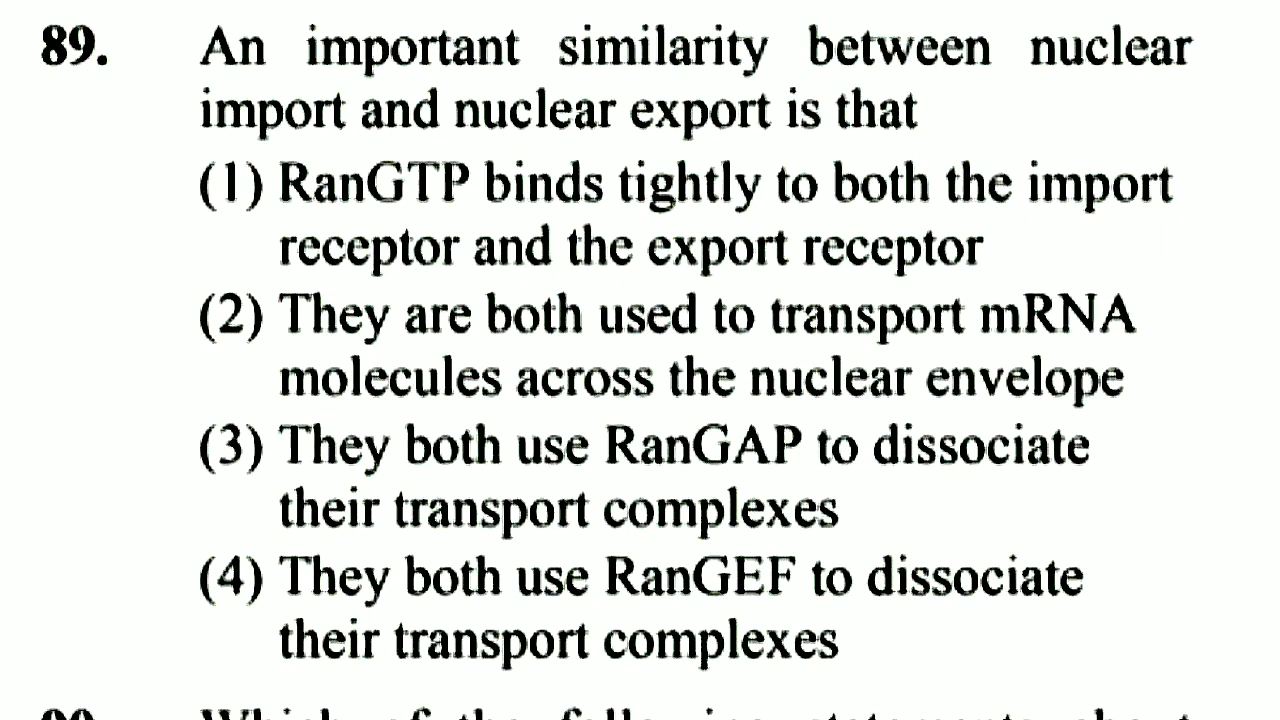 89. An important similarity between nuclear
import and nuclear export is that
(1) RanGTP binds tightly to both the import
receptor and the export receptor
(2) They are both used to transport mRNA
molecules across the nuclear envelope
(3) They both use RanGAP to dissociate
their transport complexes
(4) They both use RanGEF to dissociate
their transport complexes